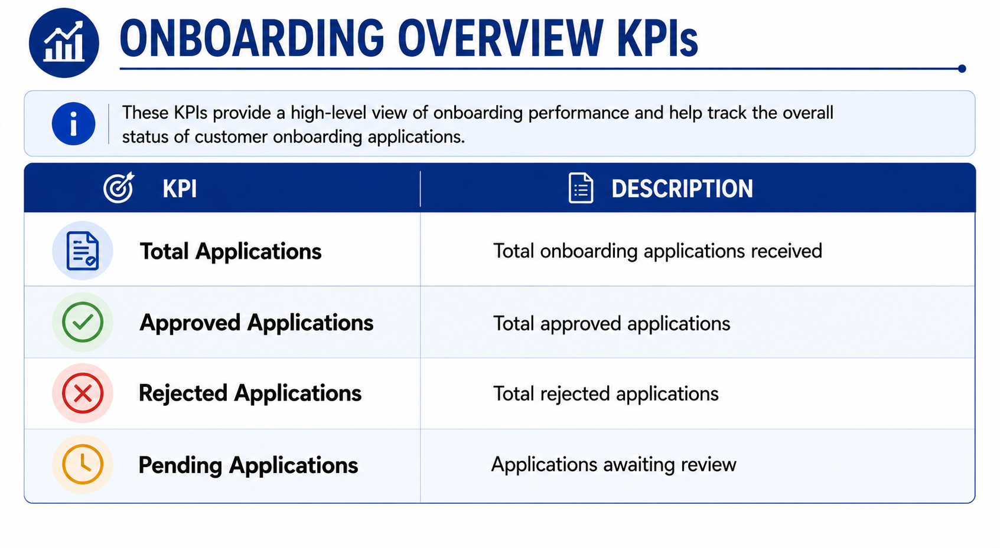 ONBOARDING OVERVIEW KPIs
These KPIs provide a high-level view of onboarding performance and help track the overall
status of customer onboarding applications.
KPI
DESCRIPTION
Total Applications
Total onboarding applications received
Approved Applications
Total approved applications
Rejected Applications
Total rejected applications
Pending Applications
Applications awaiting review